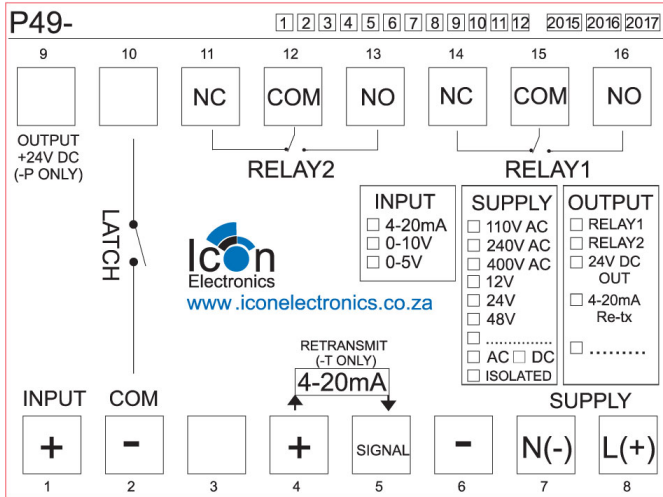 P49- 1 2 3 4 5 6 7 8 9 10 11 12 2015 2016 2017
9 10 11 12 13 14 15 16
NC COM NO NC COM NO
OUTPUT
+24V DC
(-P ONLY)
RELAY2 RELAY1
LATCH
INPUT
4-20mA
0-10V
0-5V
SUPPLY
110V AC
240V AC
400V AC
12V
24V
48V
..............
AC DC
ISOLATED
OUTPUT
RELAY1
RELAY2
24V DC
OUT
4-20mA
Re-tx
.........
Icon
Electronics
www.iconelectronics.co.za
RETRANSMIT
(-T ONLY)
4-20mA
INPUT COM SUPPLY
+ - + SIGNAL - N(-) L(+)
1 2 3 4 5 6 7 8